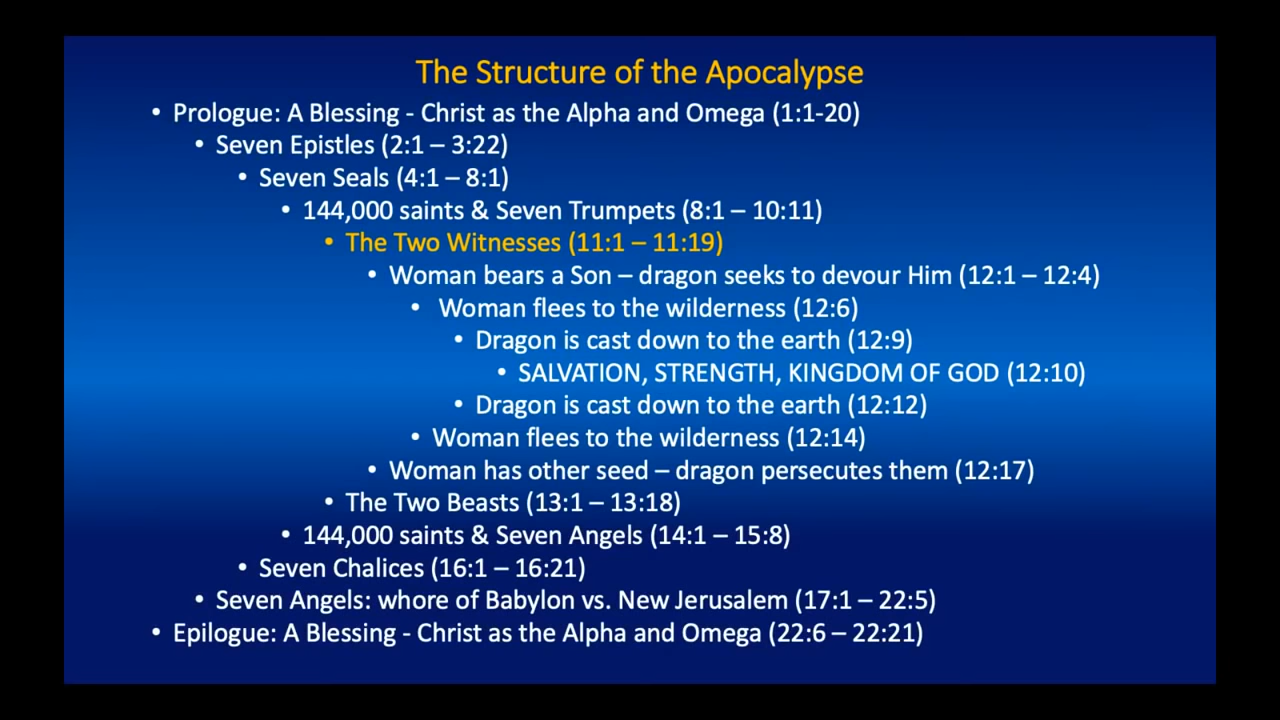 The Structure of the Apocalypse
• Prologue: A Blessing - Christ as the Alpha and Omega (1:1-20)
• Seven Epistles (2:1 – 3:22)
• Seven Seals (4:1 – 8:1)
• 144,000 saints & Seven Trumpets (8:1 – 10:11)
• The Two Witnesses (11:1 – 11:19)
• Woman bears a Son – dragon seeks to devour Him (12:1 – 12:4)
• Woman flees to the wilderness (12:6)
• Dragon is cast down to the earth (12:9)
• SALVATION, STRENGTH, KINGDOM OF GOD (12:10)
• Dragon is cast down to the earth (12:12)
• Woman flees to the wilderness (12:14)
• Woman has other seed – dragon persecutes them (12:17)
• The Two Beasts (13:1 – 13:18)
• 144,000 saints & Seven Angels (14:1 – 15:8)
• Seven Chalices (16:1 – 16:21)
• Seven Angels: whore of Babylon vs. New Jerusalem (17:1 – 22:5)
• Epilogue: A Blessing - Christ as the Alpha and Omega (22:6 – 22:21)